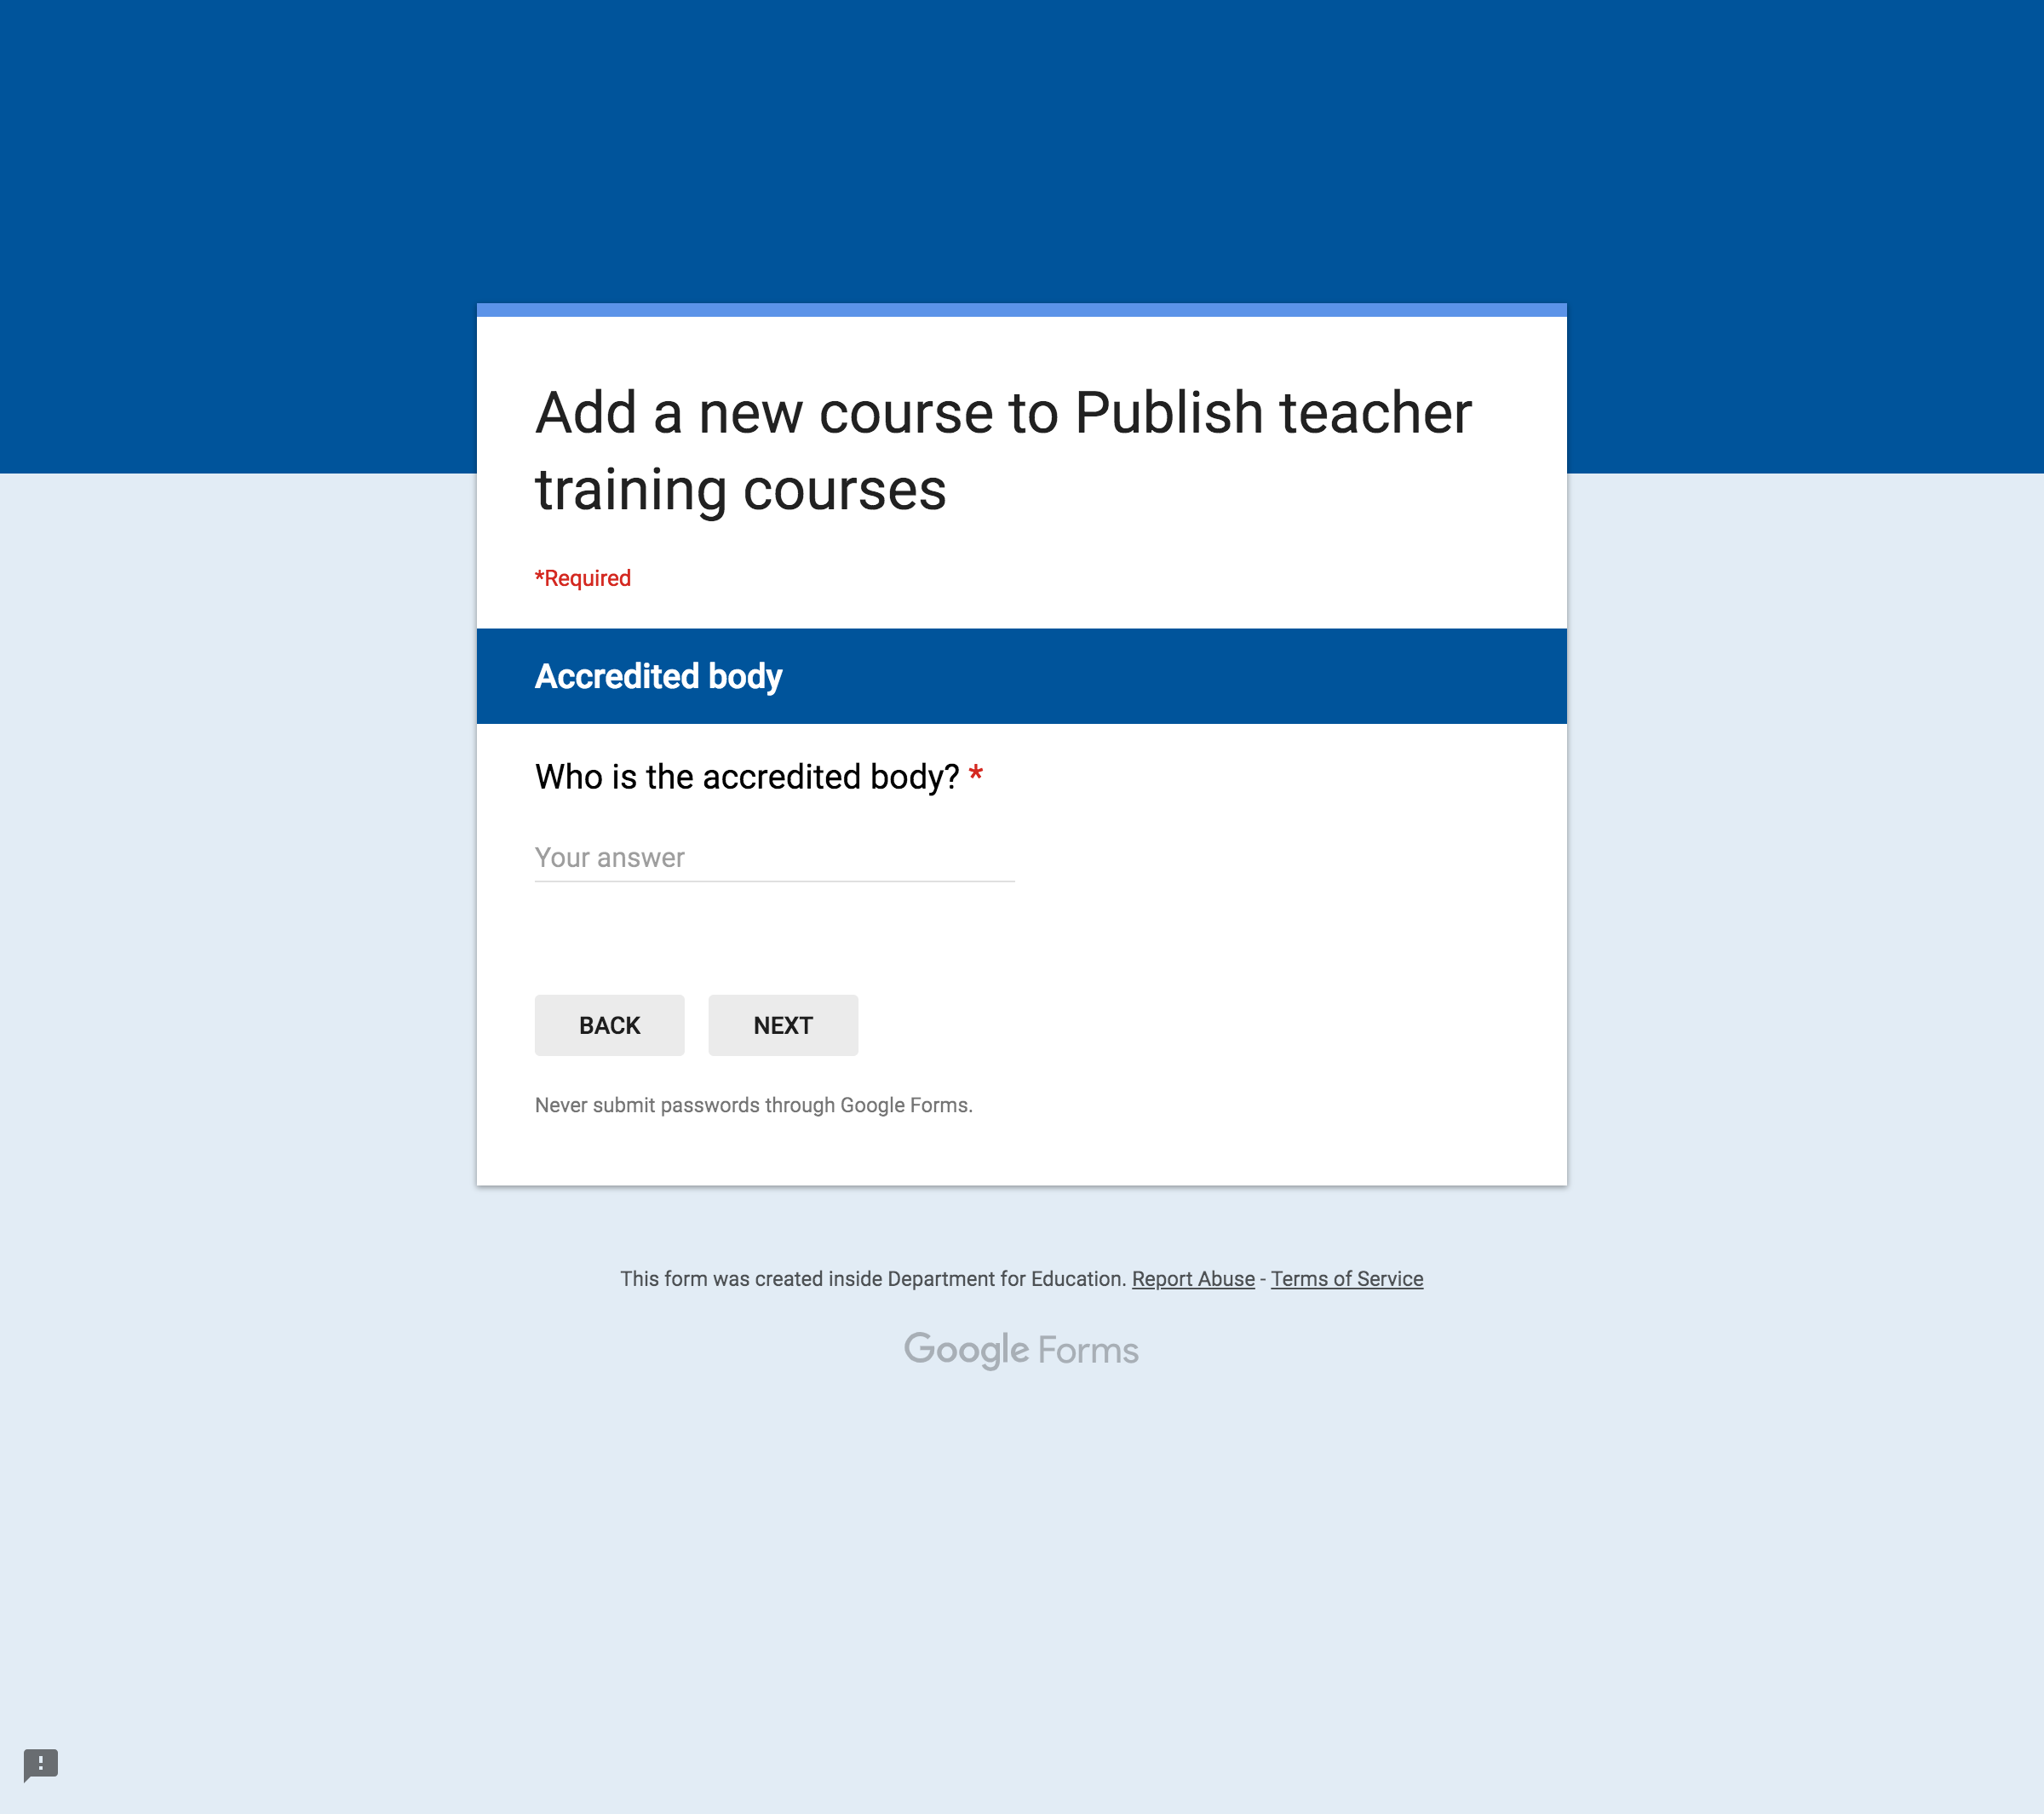 Add a new course to Publish teacher
training courses
*Required
Accredited body
Who is the accredited body? *
Your answer
BACK
NEXT
Never submit passwords through Google Forms.
This form was created inside Department for Education. Report Abuse - Terms of Service
Google Forms